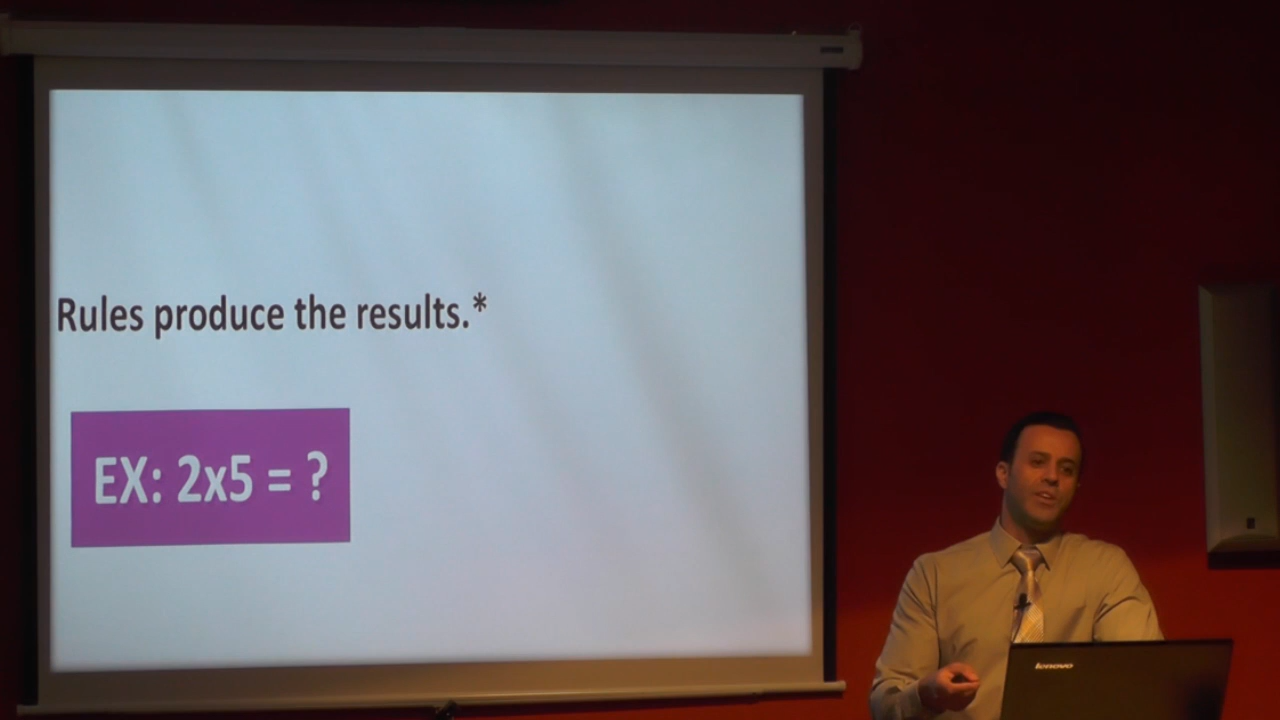 Rules produce the results.*
EX: 2x5 = ?
lenovo